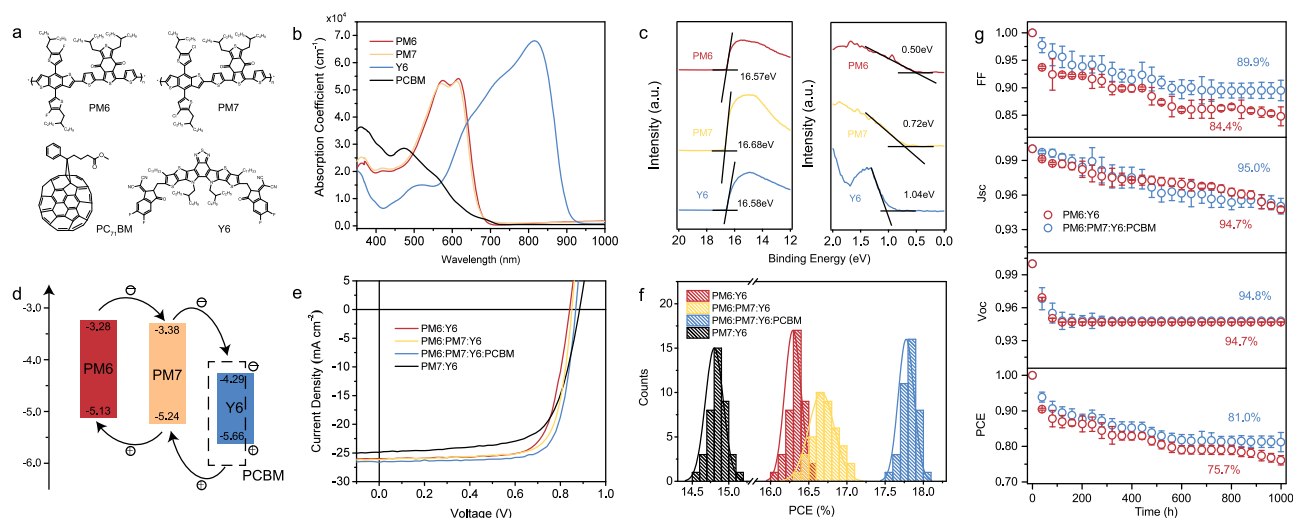 a
PM6
PM7
PC₇₁BM
Y6
b
×10⁴
Absorption Coefficient (cm⁻¹)
7.0
6.0
5.0
4.0
3.0
2.0
1.0
0.0
PM6
PM7
Y6
PCBM
400 500 600 700 800 900 1000
Wavelength (nm)
c
Intensity (a.u.)
PM6
16.57eV
PM7
16.68eV
Y6
16.58eV
20 16 14 12
Intensity (a.u.)
PM6
0.50eV
PM7
0.72eV
Y6
1.04eV
2.0 1.5 1.0 0.5 0.0
Binding Energy (eV)
d
-3.0
-4.0
-5.0
-6.0
-3.28
PM6
-5.13
-3.38
PM7
-5.24
-4.29
Y6
-5.66
PCBM
e
Current Density (mA cm⁻²)
5
0
-5
-10
-15
-20
-25
-30
PM6:Y6
PM6:PM7:Y6
PM6:PM7:Y6:PCBM
PM7:Y6
0.0 0.2 0.4 0.6 0.8 1.0
Voltage (V)
f
Counts
20
15
10
5
0
PM6:Y6
PM6:PM7:Y6
PM6:PM7:Y6:PCBM
PM7:Y6
14.5 15.0 16.0 16.5 17.0 17.5 18.0
PCE (%)
g
FF
1.00
0.95
0.90
0.85
89.9%
84.4%
Jsc
0.99
0.96
0.93
95.0%
PM6:Y6
PM6:PM7:Y6:PCBM
94.7%
Voc
0.99
0.96
0.93
94.8%
94.7%
PCE
1.00
0.90
0.80
0.70
81.0%
75.7%
0 200 400 600 800 1000
Time (h)